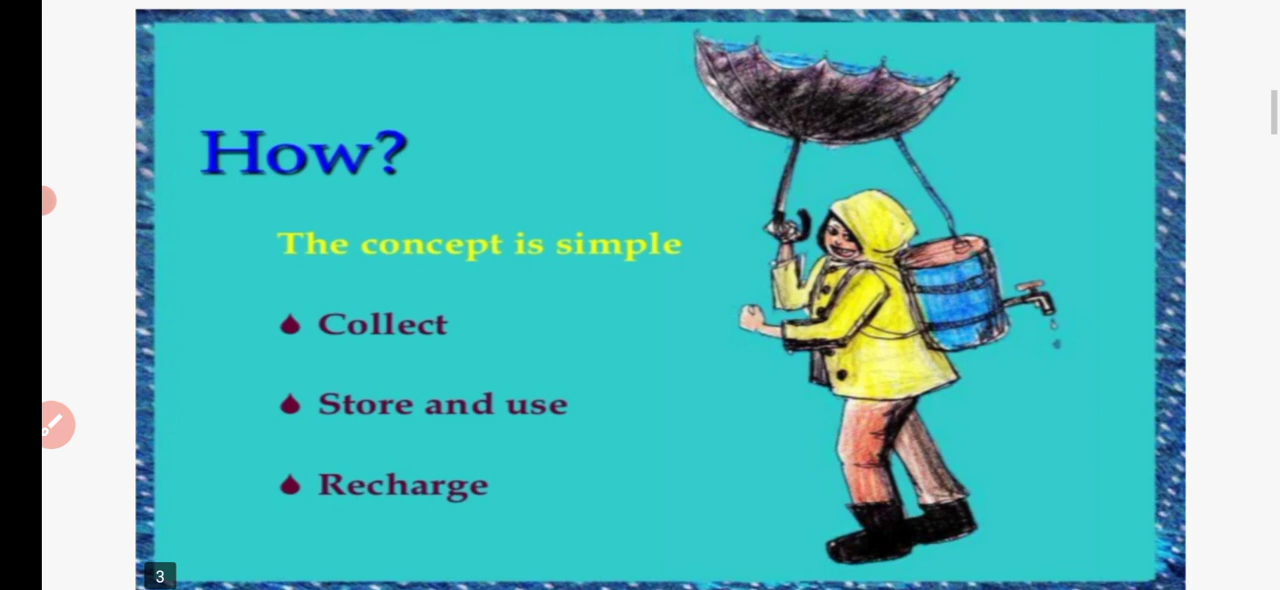 How?
The concept is simple
Collect
Store and use
Recharge
3